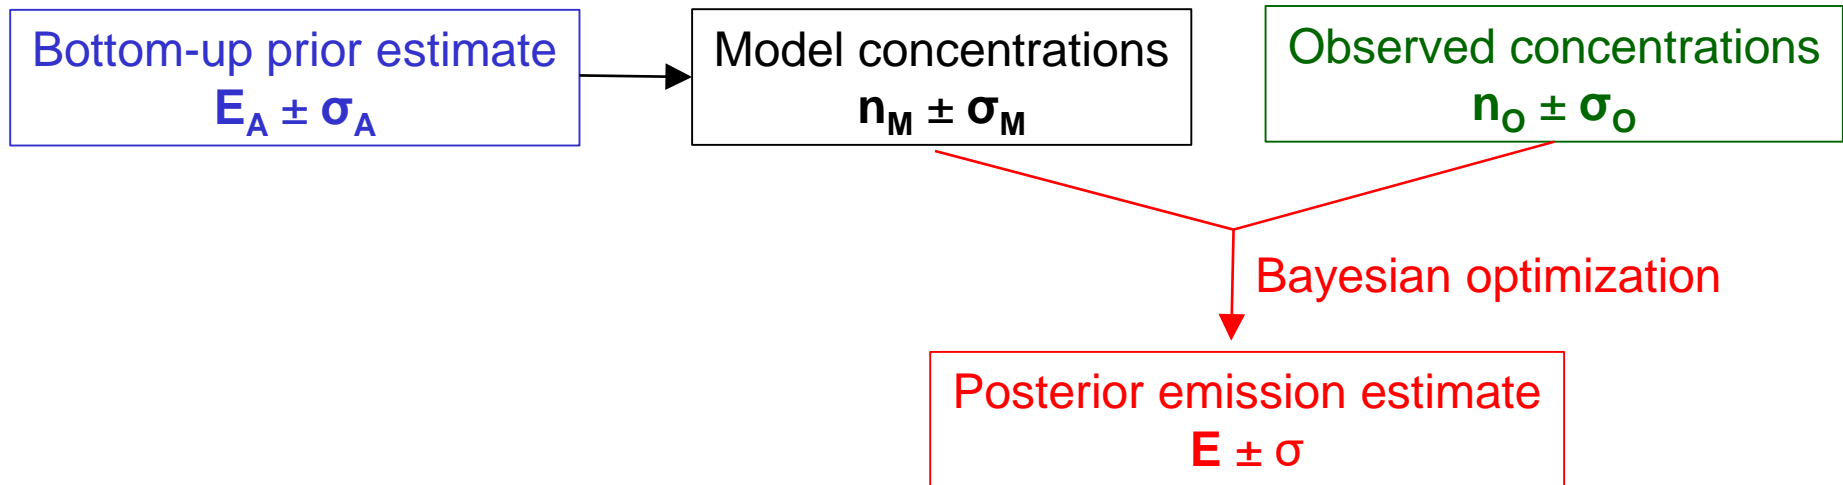 Bottom-up prior estimate
E_A ± σ_A
Model concentrations
n_M ± σ_M
Observed concentrations
n_O ± σ_O
Bayesian optimization
Posterior emission estimate
E ± σ